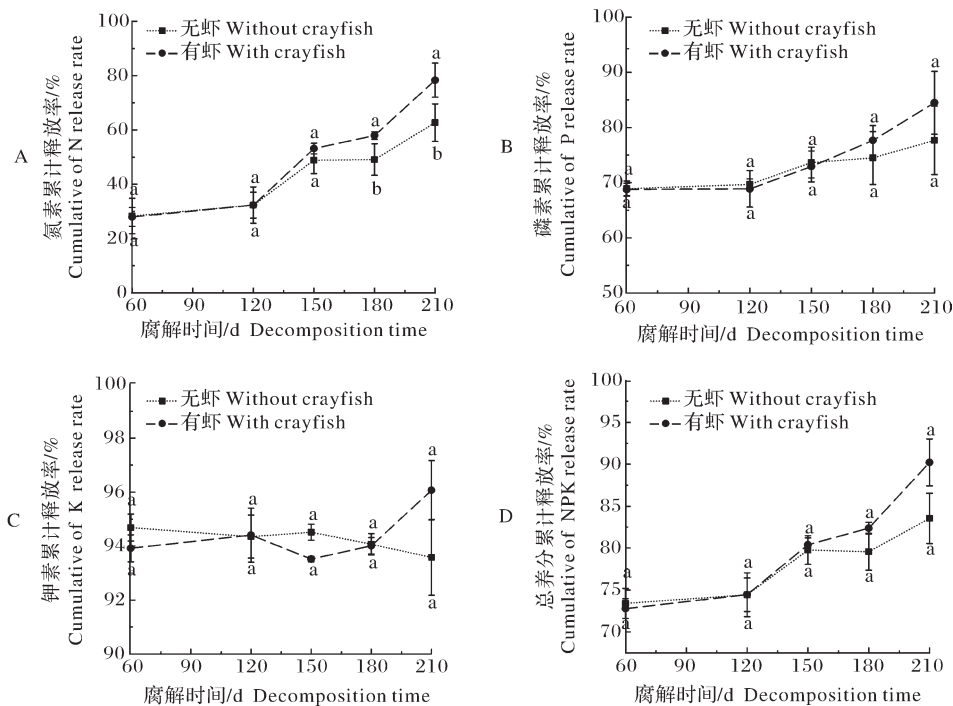 A
无虾 Without crayfish
有虾 With crayfish
氮素累计释放率/%
Cumulative of N release rate
100
80
60
40
20
0
a
a
a
a
a
a
a
a
b
b
60
90
120
150
180
210
腐解时间/d Decomposition time
B
无虾 Without crayfish
有虾 With crayfish
磷素累计释放率/%
Cumulative of P release rate
100
90
80
70
60
50
a
a
a
a
a
a
a
a
a
a
60
90
120
150
180
210
腐解时间/d Decomposition time
C
无虾 Without crayfish
有虾 With crayfish
钾素累计释放率/%
Cumulative of K release rate
100
98
96
94
92
90
a
a
a
a
a
a
a
a
a
a
60
90
120
150
180
210
腐解时间/d Decomposition time
D
无虾 Without crayfish
有虾 With crayfish
总养分累计释放率/%
Cumulative of NPK release rate
100
95
90
85
80
75
70
a
a
a
a
a
a
a
a
a
a
60
90
120
150
180
210
腐解时间/d Decomposition time